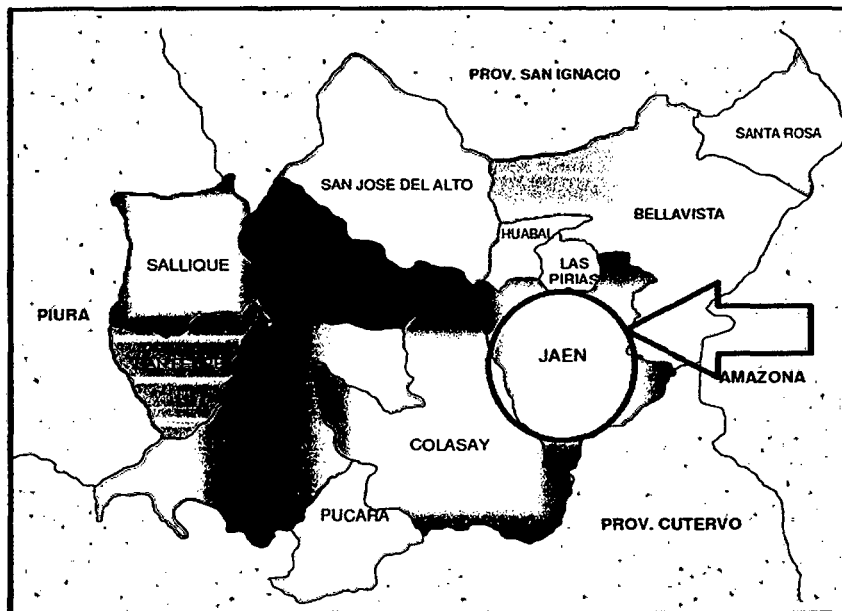 PROV. SAN IGNACIO
SANTA ROSA
SAN JOSE DEL ALTO
BELLAVISTA
HUABAL
SALLIQUE
LAS
PIRIAS
PIURA
JAEN
AMAZONA
COLASAY
PUCARA
PROV. CUTERVO